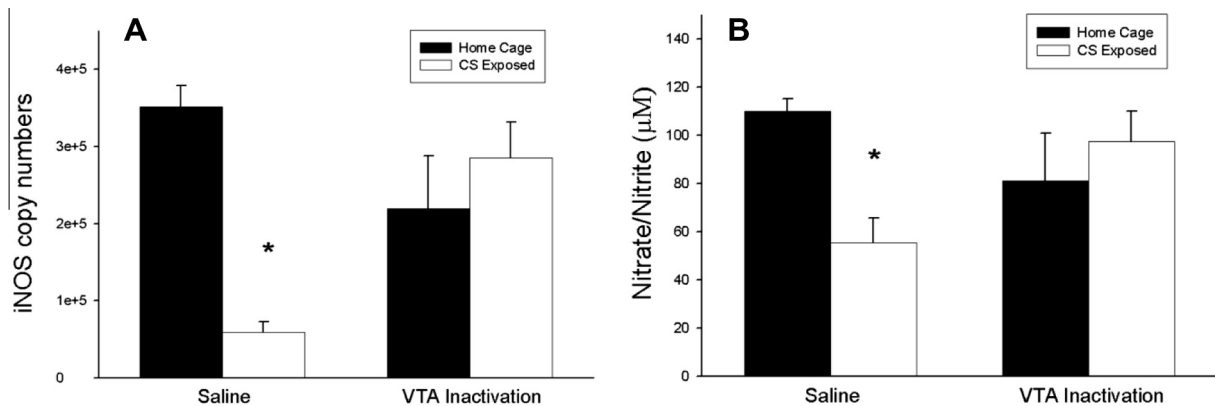 A
Home Cage
CS Exposed
iNOS copy numbers
4e+5
3e+5
2e+5
1e+5
0
*
Saline
VTA Inactivation
B
Home Cage
CS Exposed
Nitrate/Nitrite (µM)
140
120
100
80
60
40
20
0
*
Saline
VTA Inactivation